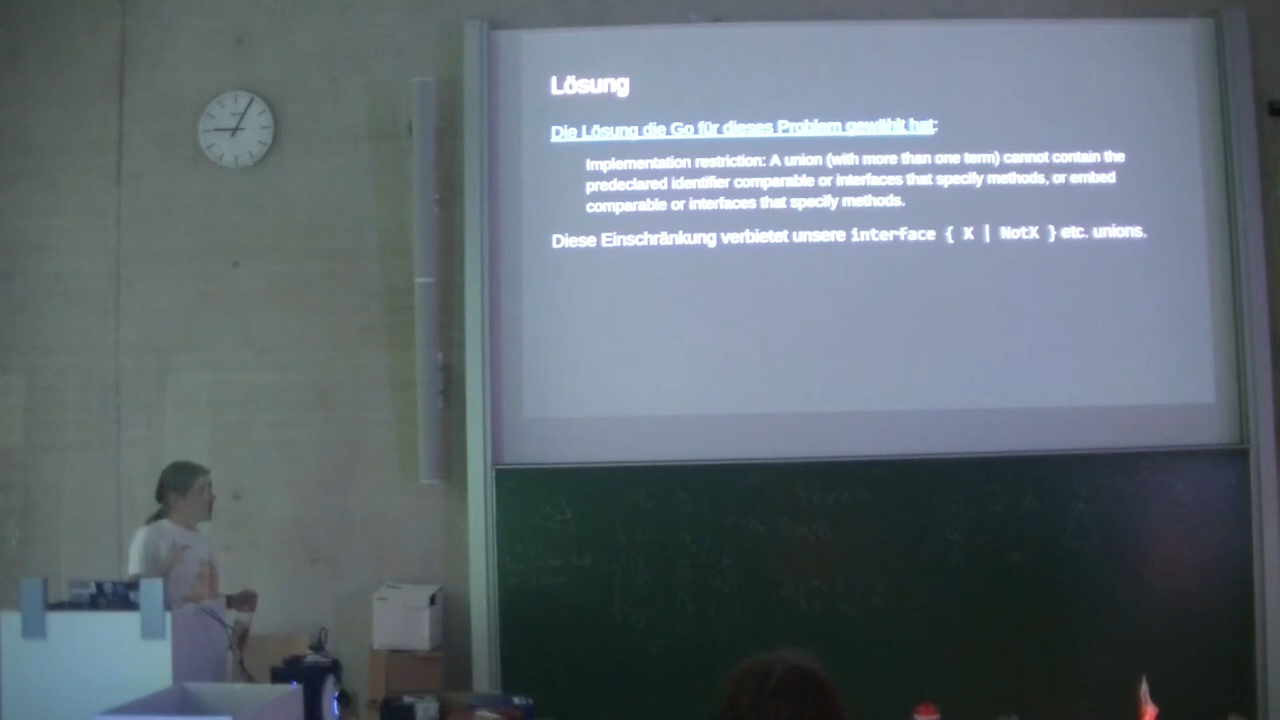 Lösung
Die Lösung die Go für dieses Problem gewählt hat:
Implementation restriction: A union (with more than one term) cannot contain the
predeclared identifier comparable or interfaces that specify methods, or embed
comparable or interfaces that specify methods.
Diese Einschränkung verbietet unsere interface { X | NotX } etc. unions.